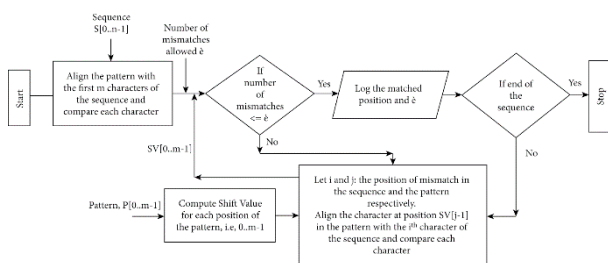 Sequence
S[0..n-1]
Number of
mismatches
allowed è
Start
Align the pattern with
the first m characters of
the sequence and
compare each character
If
number
of
mismatches
<= è
Yes
Log the matched
position and è
If end of
the
sequence
Yes
Stop
No
No
SV[0..m-1]
Pattern, P[0..m-1]
Compute Shift Value
for each position of
the pattern, i.e, 0..m-1
Let i and j: the position of mismatch in
the sequence and the pattern
respectively.
Align the character at position SV[j-1]
in the pattern with the ith character of
the sequence and compare each
character